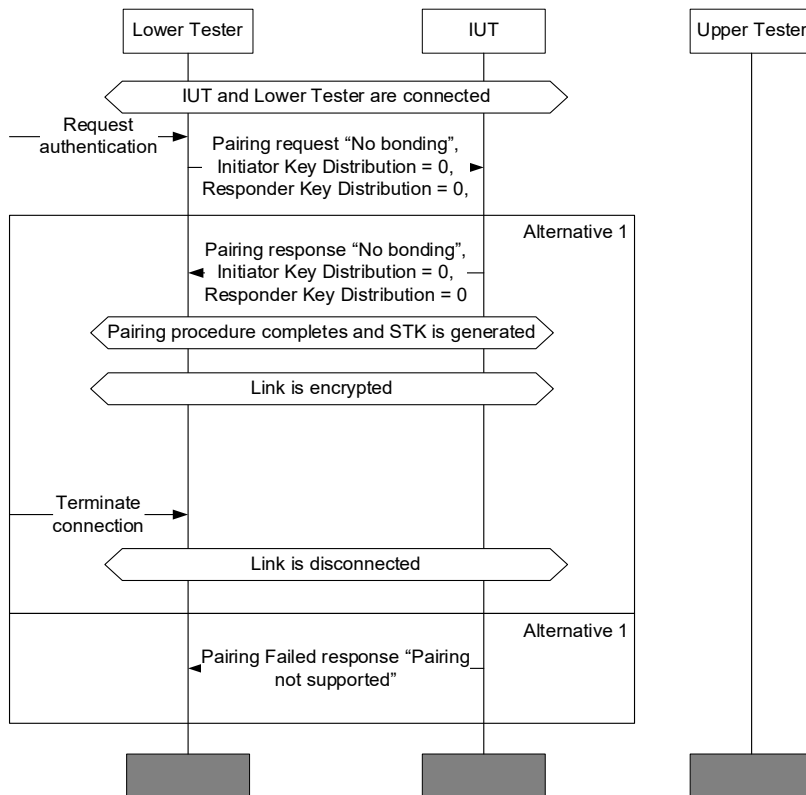 Lower Tester
IUT
Upper Tester
IUT and Lower Tester are connected
Request
authentication
Pairing request “No bonding”,
Initiator Key Distribution = 0,
Responder Key Distribution = 0,
Alternative 1
Pairing response “No bonding”,
Initiator Key Distribution = 0,
Responder Key Distribution = 0
Pairing procedure completes and STK is generated
Link is encrypted
Terminate
connection
Link is disconnected
Alternative 1
Pairing Failed response “Pairing
not supported”